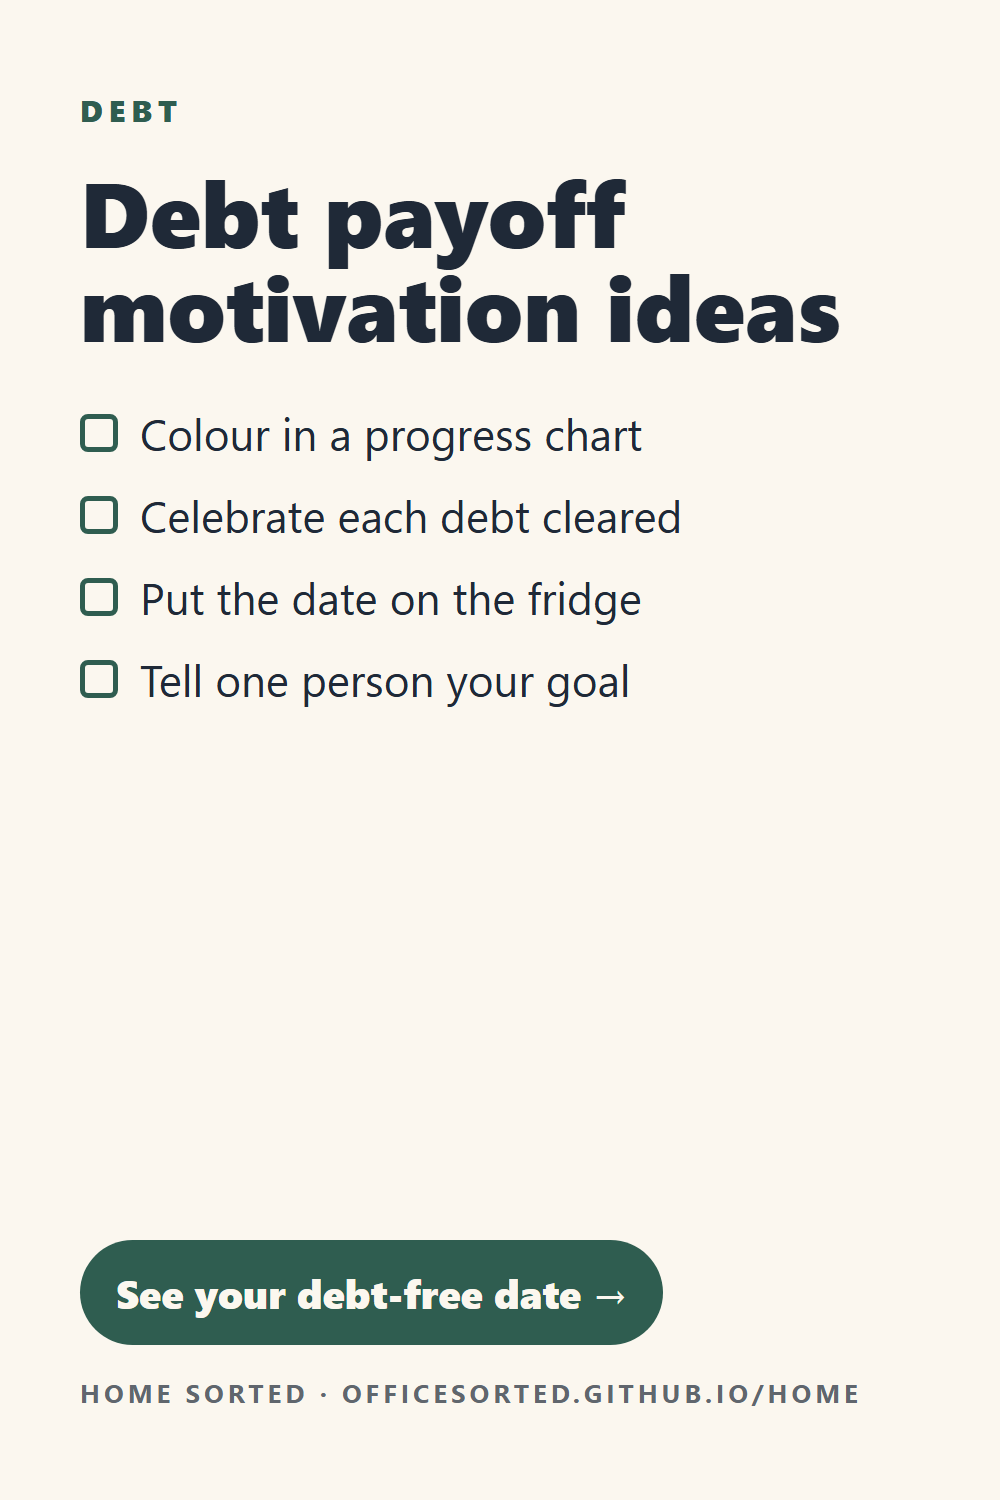 DEBT
Debt payoff
motivation ideas
Colour in a progress chart
Celebrate each debt cleared
Put the date on the fridge
Tell one person your goal
See your debt-free date →
HOME SORTED · OFFICESORTED.GITHUB.IO/HOME